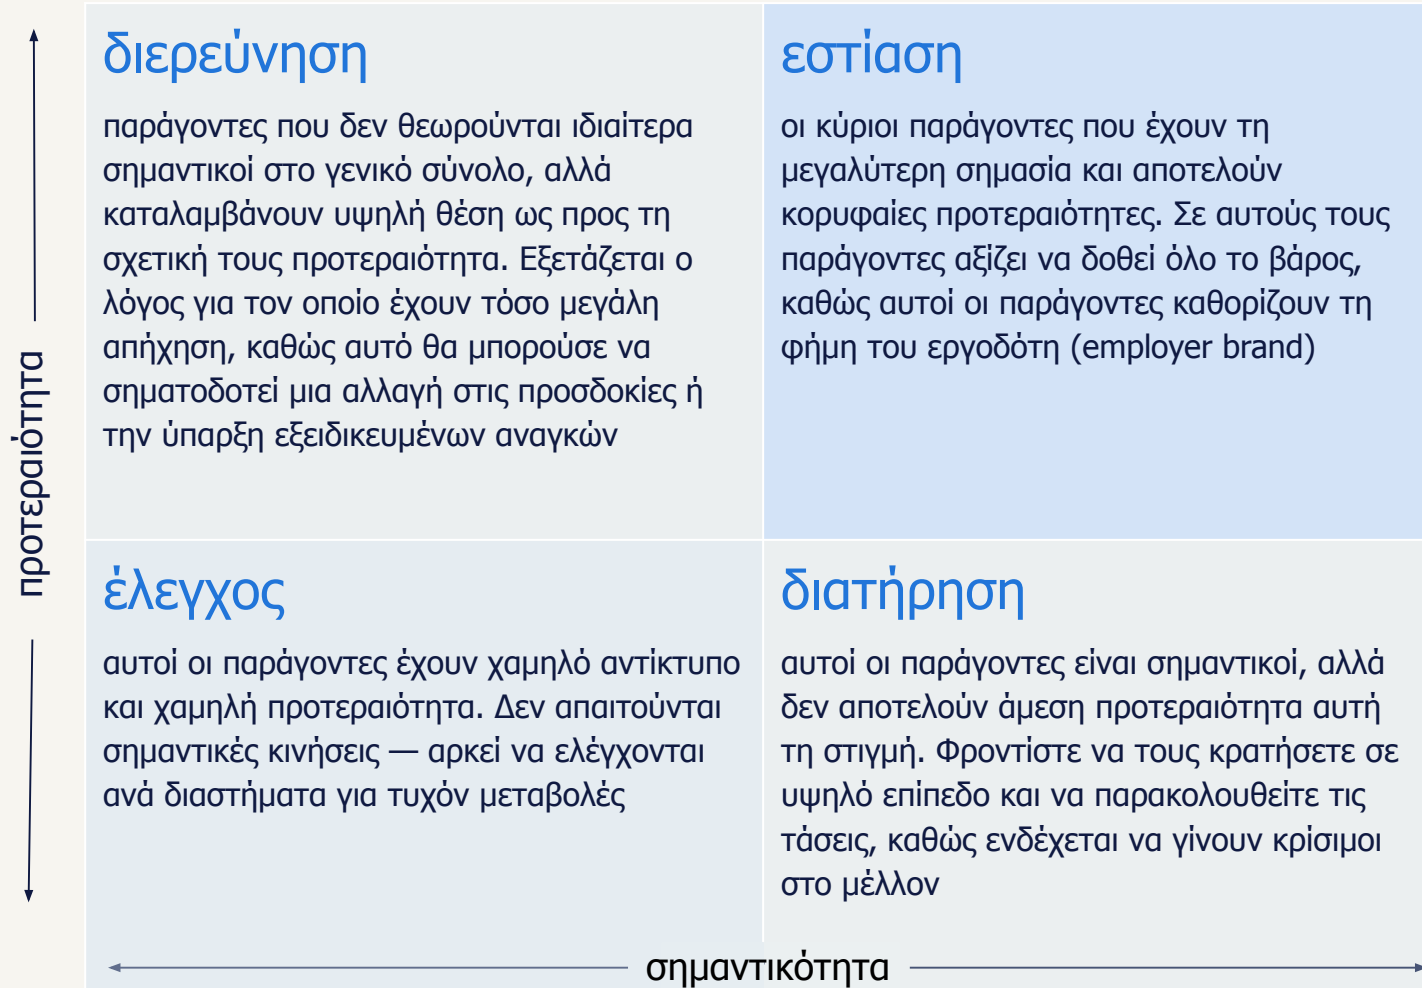 προτεραιότητα
διερεύνηση
παράγοντες που δεν θεωρούνται ιδιαίτερα
σημαντικοί στο γενικό σύνολο, αλλά
καταλαμβάνουν υψηλή θέση ως προς τη
σχετική τους προτεραιότητα. Εξετάζεται ο
λόγος για τον οποίο έχουν τόσο μεγάλη
απήχηση, καθώς αυτό θα μπορούσε να
σηματοδοτεί μια αλλαγή στις προσδοκίες ή
την ύπαρξη εξειδικευμένων αναγκών
εστίαση
οι κύριοι παράγοντες που έχουν τη
μεγαλύτερη σημασία και αποτελούν
κορυφαίες προτεραιότητες. Σε αυτούς τους
παράγοντες αξίζει να δοθεί όλο το βάρος,
καθώς αυτοί οι παράγοντες καθορίζουν τη
φήμη του εργοδότη (employer brand)
έλεγχος
αυτοί οι παράγοντες έχουν χαμηλό αντίκτυπο
και χαμηλή προτεραιότητα. Δεν απαιτούνται
σημαντικές κινήσεις — αρκεί να ελέγχονται
ανά διαστήματα για τυχόν μεταβολές
διατήρηση
αυτοί οι παράγοντες είναι σημαντικοί, αλλά
δεν αποτελούν άμεση προτεραιότητα αυτή
τη στιγμή. Φροντίστε να τους κρατήσετε σε
υψηλό επίπεδο και να παρακολουθείτε τις
τάσεις, καθώς ενδέχεται να γίνουν κρίσιμοι
στο μέλλον
σημαντικότητα